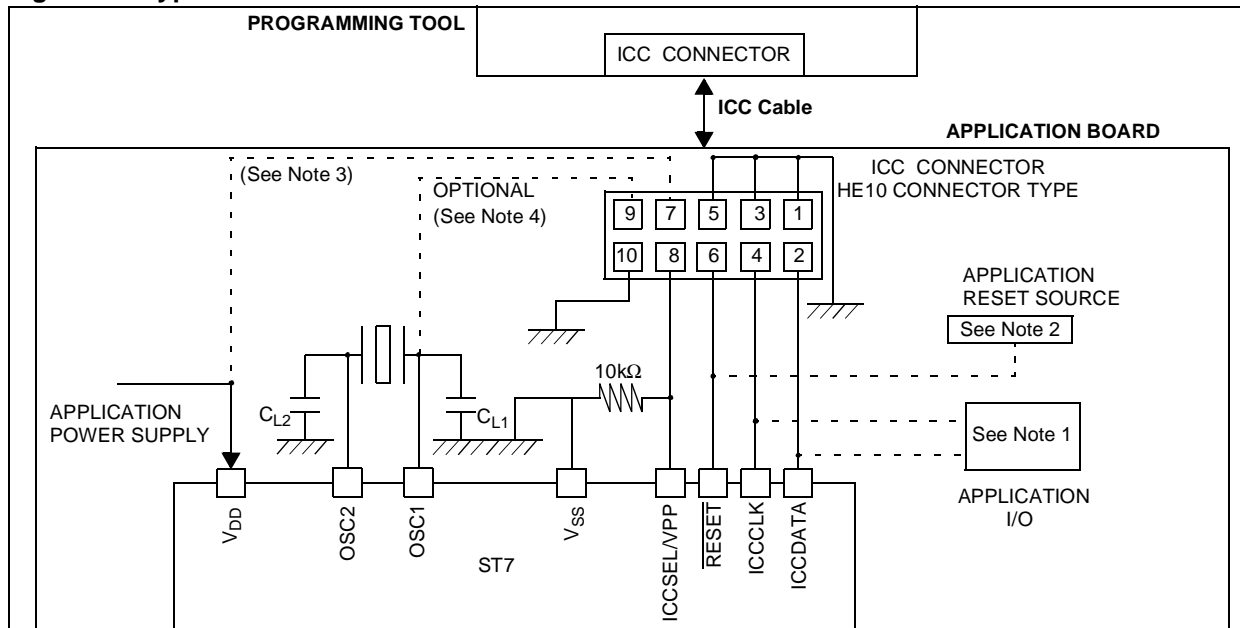 PROGRAMMING TOOL
ICC CONNECTOR
ICC Cable
APPLICATION BOARD
ICC CONNECTOR
HE10 CONNECTOR TYPE
(See Note 3)
OPTIONAL
(See Note 4)
9 7 5 3 1
10 8 6 4 2
APPLICATION
RESET SOURCE
See Note 2
10kΩ
APPLICATION
POWER SUPPLY
CL2
CL1
See Note 1
APPLICATION
I/O
VDD
OSC2
OSC1
VSS
ICCSEL/VPP
RESET
ICCCLK
ICCDATA
ST7